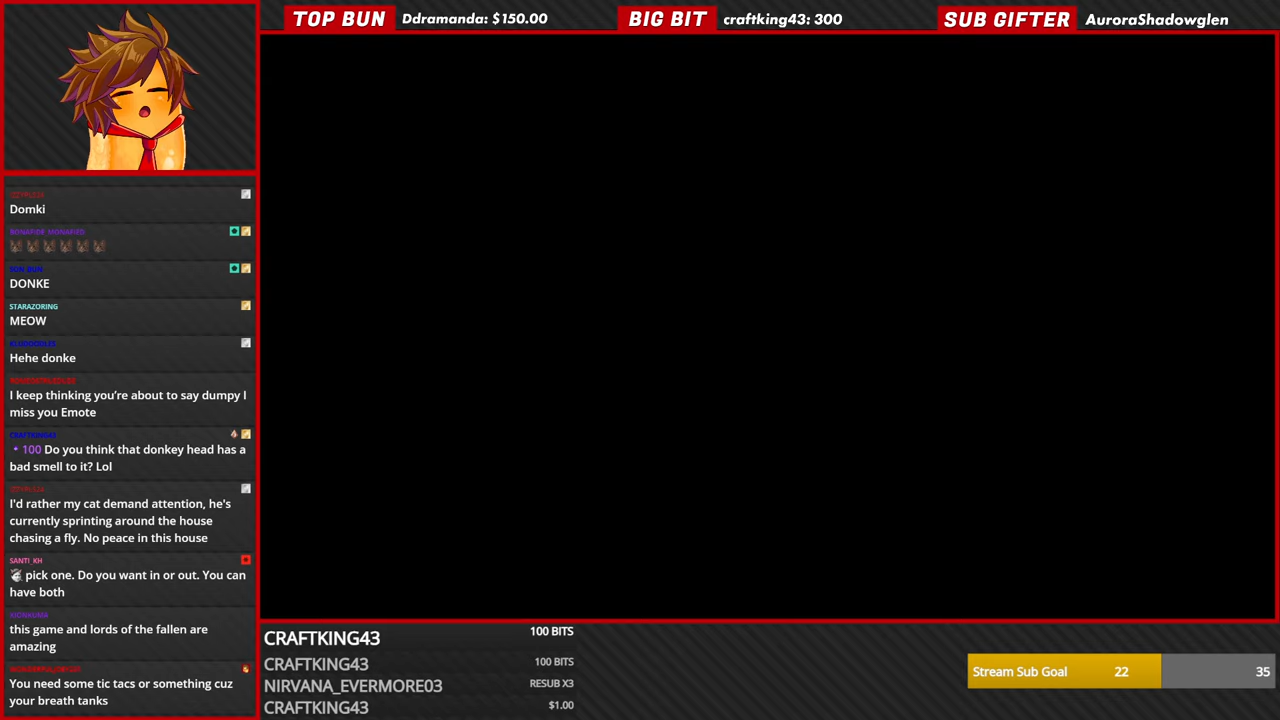 TOP BUN Ddramanda: $150.00 BIG BIT craftking43: 300 SUB GIFTER AuroraShadowglen
Domki
BONAFIDE_MONAFIED
DONKE
STARAZORING
MEOW
Hehe donke
I keep thinking you're about to say dumpy I
miss you Emote
CRAFTKING43
100 Do you think that donkey head has a
bad smell to it? Lol
I'd rather my cat demand attention, he's
currently sprinting around the house
chasing a fly. No peace in this house
SANTI_KH
pick one. Do you want in or out. You can
have both
XIONKUMA
this game and lords of the fallen are
amazing
You need some tic tacs or something cuz
your breath tanks
CRAFTKING43 100 BITS
CRAFTKING43 100 BITS
NIRVANA_EVERMORE03 RESUB X3
CRAFTKING43 $1.00
Stream Sub Goal 22 35